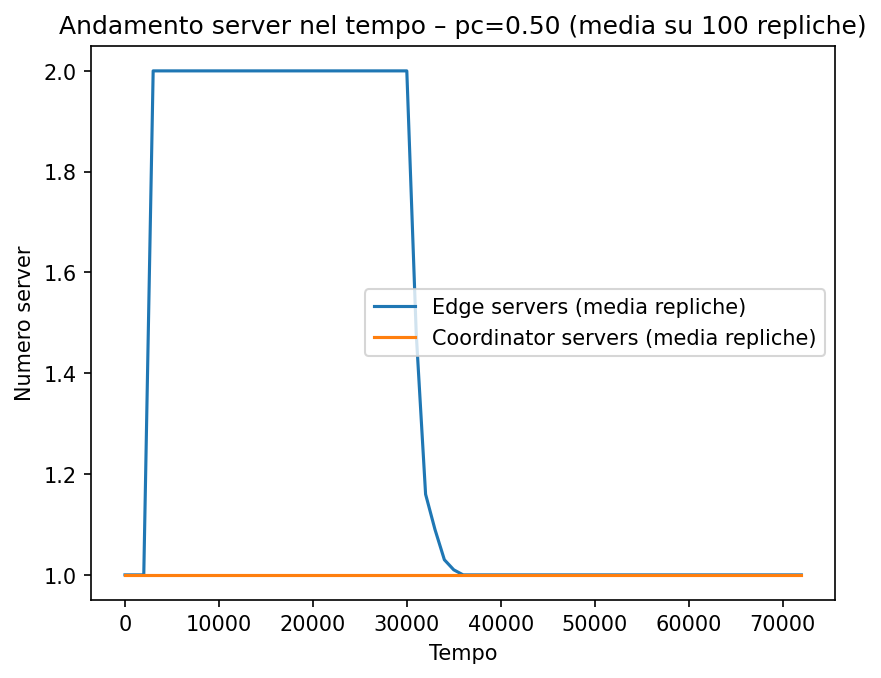 Andamento server nel tempo – pc=0.50 (media su 100 repliche)
2.0
1.8
1.6
1.4
1.2
1.0
Numero server
Edge servers (media repliche)
Coordinator servers (media repliche)
0 10000 20000 30000 40000 50000 60000 70000
Tempo